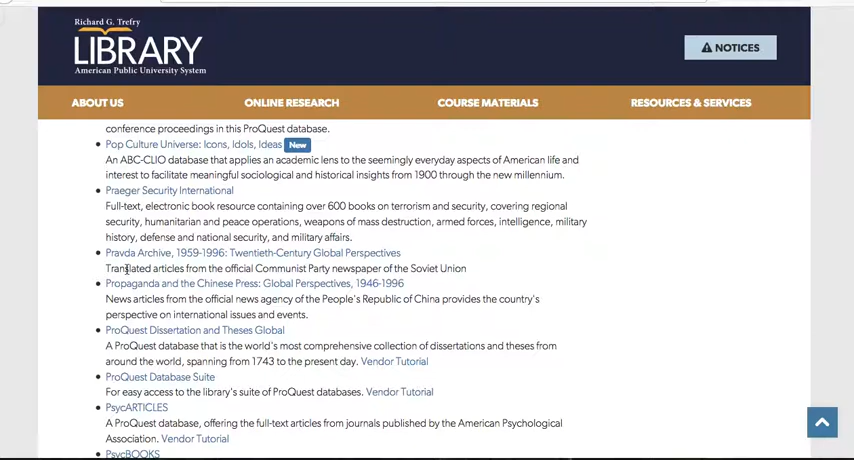 Richard G. Trefry
LIBRARY
American Public University System
NOTICES
ABOUT US
ONLINE RESEARCH
COURSE MATERIALS
RESOURCES & SERVICES
conference proceedings in this ProQuest database.
Pop Culture Universe: Icons, Idols, Ideas New
An ABC-CLIO database that applies an academic lens to the seemingly everyday aspects of American life and
interest to facilitate meaningful sociological and historical insights from 1900 through the new millennium.
Praeger Security International
Full-text, electronic book resource containing over 600 books on terrorism and security, covering regional
security, humanitarian and peace operations, weapons of mass destruction, armed forces, intelligence, military
history, defense and national security, and military affairs.
Pravda Archive, 1959-1996: Twentieth-Century Global Perspectives
Translated articles from the official Communist Party newspaper of the Soviet Union
Propaganda and the Chinese Press: Global Perspectives, 1946-1996
News articles from the official news agency of the People's Republic of China provides the country's
perspective on international issues and events.
ProQuest Dissertation and Theses Global
A ProQuest database that is the world's most comprehensive collection of dissertations and theses from
around the world, spanning from 1743 to the present day. Vendor Tutorial
ProQuest Database Suite
For easy access to the library's suite of ProQuest databases. Vendor Tutorial
PsycARTICLES
A ProQuest database, offering the full-text articles from journals published by the American Psychological
Association. Vendor Tutorial
PsycBOOKS